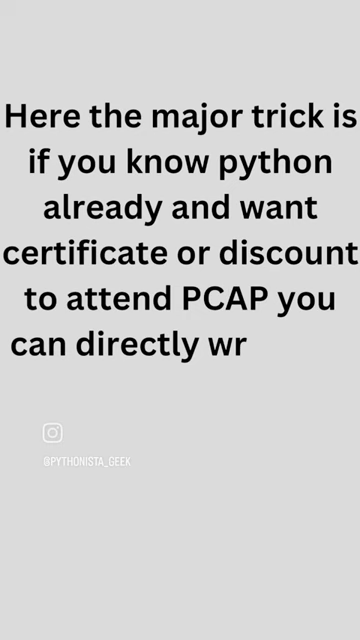 Here the major trick is
if you know python
already and want
certificate or discount
to attend PCAP you
can directly wr
@PYTHONISTA_GEEK